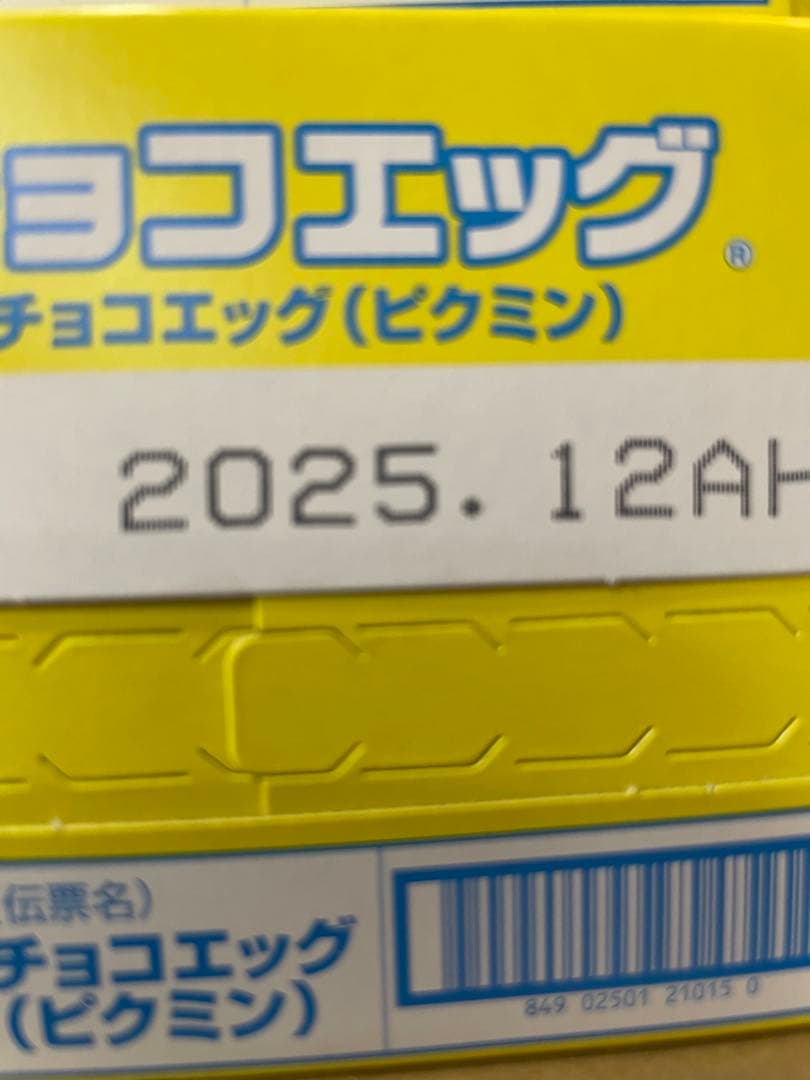 ョコエッグ®
チョコエッグ(ピクミン)
2025.12AH
伝票名)
チョコエッグ
(ピクミン)
849 02501 21015 0